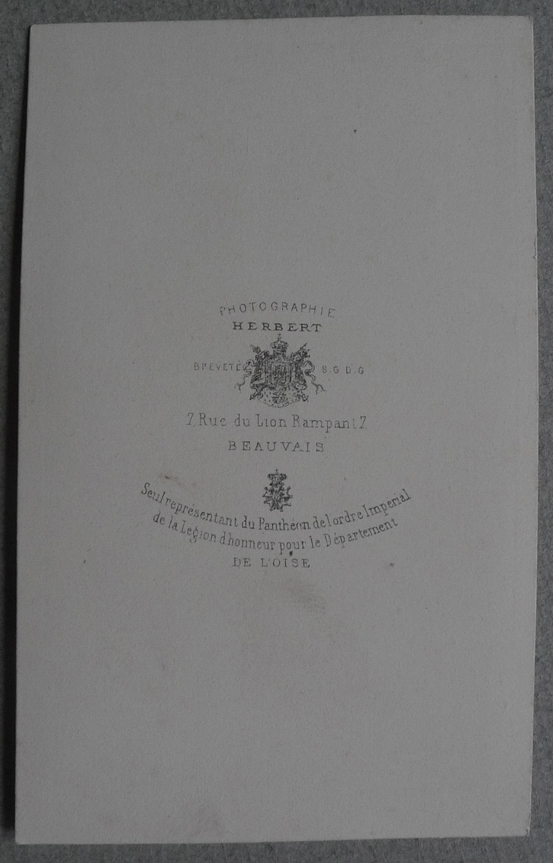 PHOTOGRAPHIE
HERBERT
BREVETÉ S.G.D.G
7 Rue du Lion Rampant 7
BEAUVAIS
Seul représentant du Panthéon de l'ordre Impérial
de la Légion d'honneur pour le Département
DE L'OISE